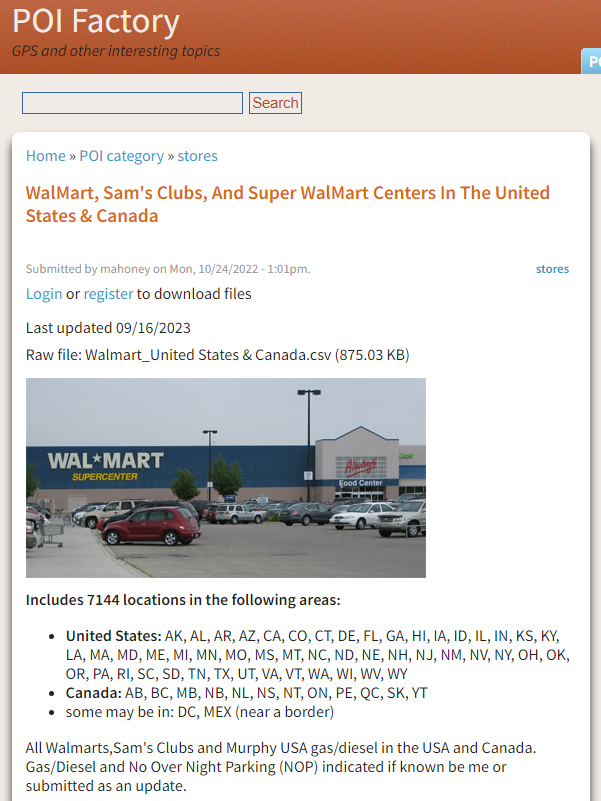 POI Factory
GPS and other interesting topics
Search
Home » POI category » stores
WalMart, Sam's Clubs, And Super WalMart Centers In The United
States & Canada
Submitted by mahoney on Mon, 10/24/2022 - 1:01pm.
stores
Login or register to download files
Last updated 09/16/2023
Raw file: Walmart_United States & Canada.csv (875.03 KB)
WAL★MART
SUPERCENTER
Always
Food Center
Includes 7144 locations in the following areas:
• United States: AK, AL, AR, AZ, CA, CO, CT, DE, FL, GA, HI, IA, ID, IL, IN, KS, KY,
LA, MA, MD, ME, MI, MN, MO, MS, MT, NC, ND, NE, NH, NJ, NM, NV, NY, OH, OK,
OR, PA, RI, SC, SD, TN, TX, UT, VA, VT, WA, WI, WV, WY
• Canada: AB, BC, MB, NB, NL, NS, NT, ON, PE, QC, SK, YT
• some may be in: DC, MEX (near a border)
All Walmarts,Sam's Clubs and Murphy USA gas/diesel in the USA and Canada.
Gas/Diesel and No Over Night Parking (NOP) indicated if known be me or
submitted as an update.